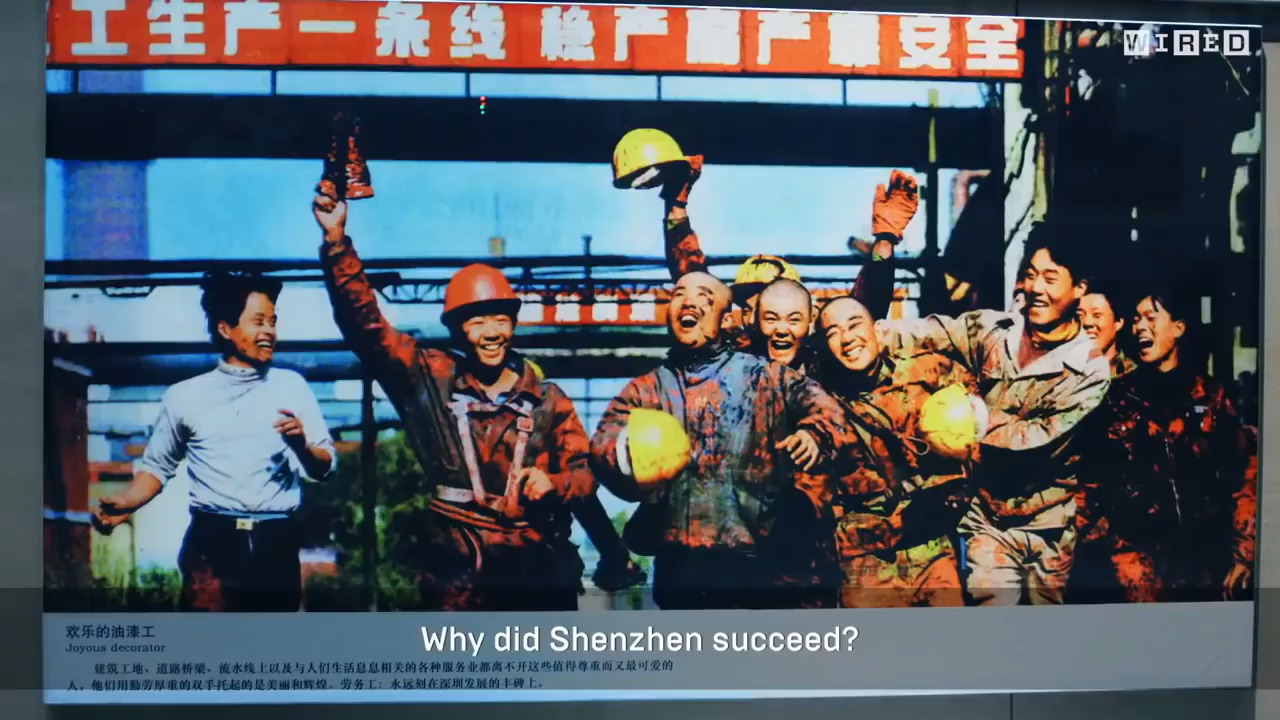 工生产一条线 稳产高产靠安全
WIRED
欢乐的油漆工
Joyous decorator
Why did Shenzhen succeed?
建筑工地、道路桥梁、流水线上以及与人们生活息息相关的各种服务业都离不开这些值得尊重而又最可爱的
人。他们用勤劳厚重的双手托起的是美丽和辉煌。劳务工：永远刻在深圳发展的丰碑上。